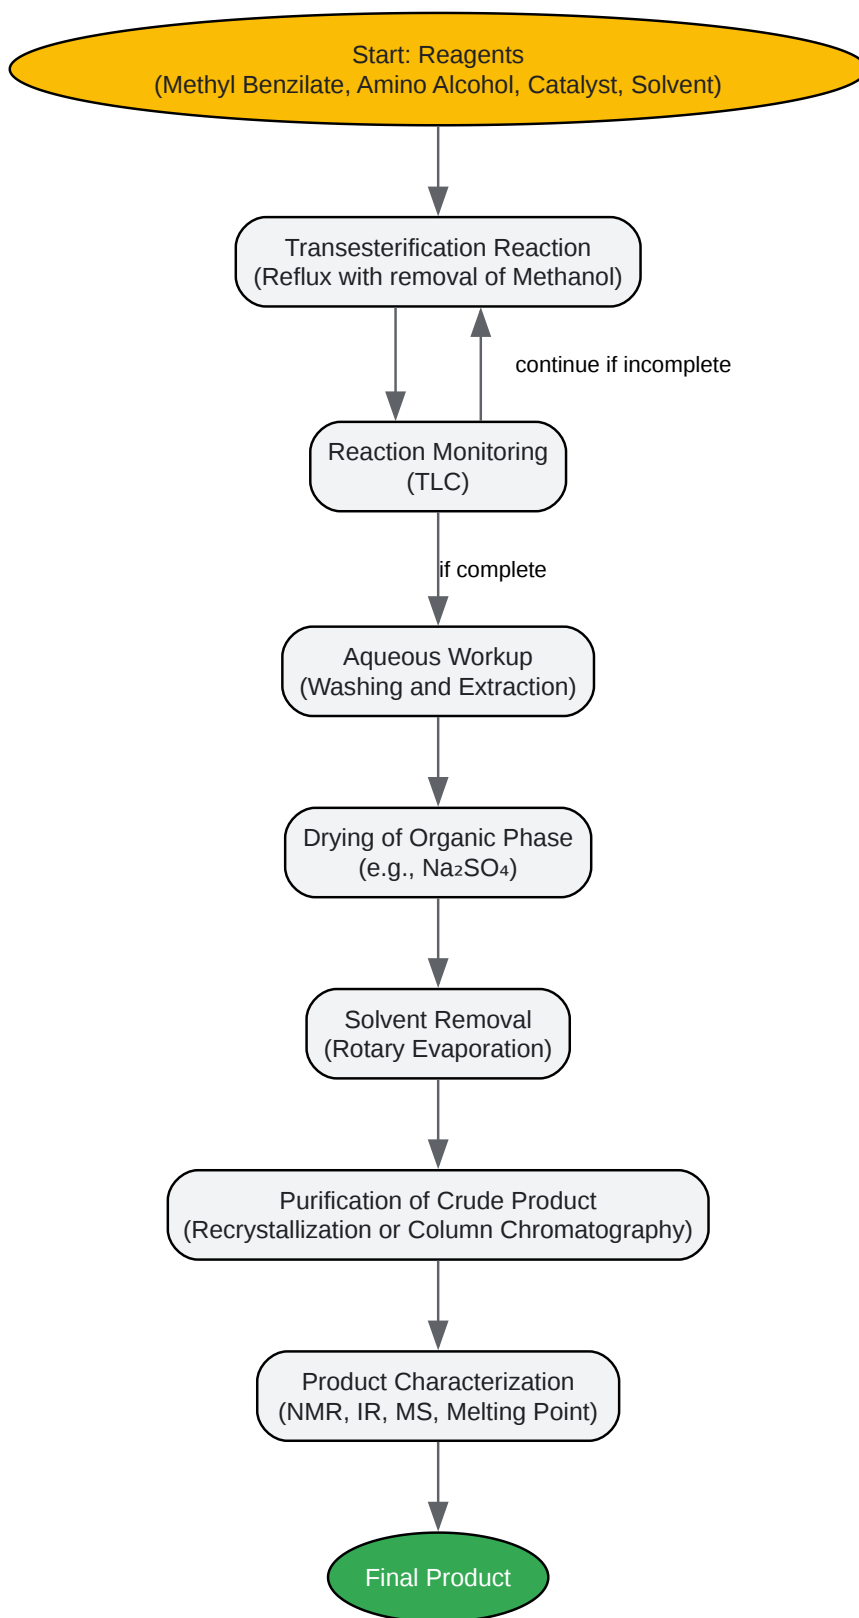 Start: Reagents
(Methyl Benzilate, Amino Alcohol, Catalyst, Solvent)
Transesterification Reaction
(Reflux with removal of Methanol)
continue if incomplete
Reaction Monitoring
(TLC)
if complete
Aqueous Workup
(Washing and Extraction)
Drying of Organic Phase
(e.g., Na₂SO₄)
Solvent Removal
(Rotary Evaporation)
Purification of Crude Product
(Recrystallization or Column Chromatography)
Product Characterization
(NMR, IR, MS, Melting Point)
Final Product